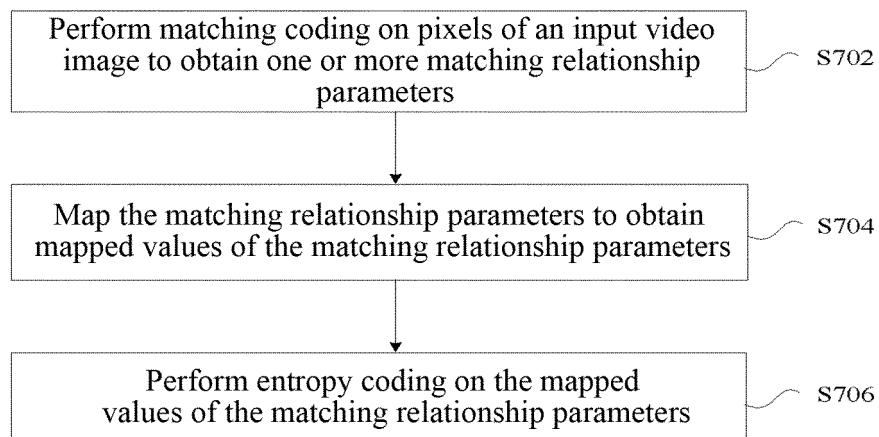 Perform matching coding on pixels of an input video
image to obtain one or more matching relationship
parameters
S702
Map the matching relationship parameters to obtain
mapped values of the matching relationship parameters
S704
Perform entropy coding on the mapped
values of the matching relationship parameters
S706